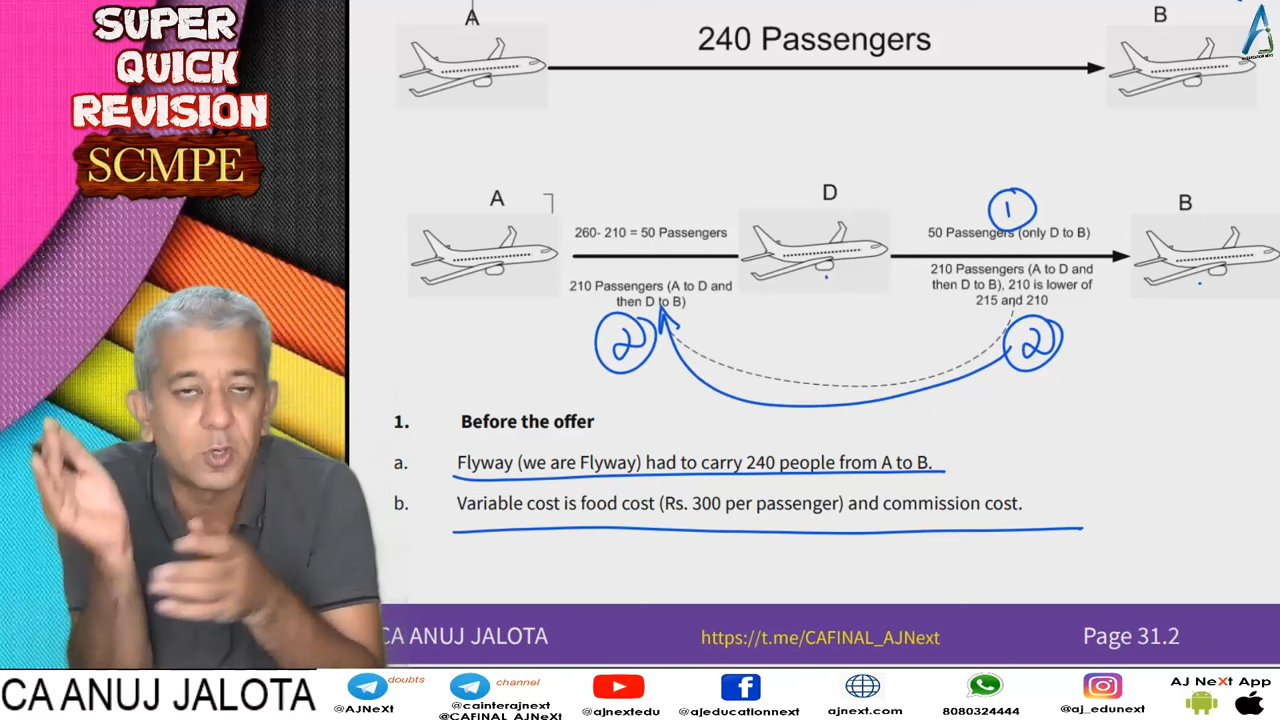 SUPER
QUICK
REVISION
SCMPE
A
B
240 Passengers
A
D
B
1
260- 210 = 50 Passengers
50 Passengers (only D to B)
210 Passengers (A to D and
then D to B)
210 Passengers (A to D and
then D to B), 210 is lower of
215 and 210
2
2
1. Before the offer
a. Flyway (we are Flyway) had to carry 240 people from A to B.
b. Variable cost is food cost (Rs. 300 per passenger) and commission cost.
CA ANUJ JALOTA
https://t.me/CAFINAL_AJNext
Page 31.2
CA ANUJ JALOTA
doubts
@AJNeXt
channel
@cainterajnext
@CAFINAL_AJNeXt
@ajnextedu
@ajeducationnext
ajnext.com
8080324444
@aj_edunext
AJ NeXt App